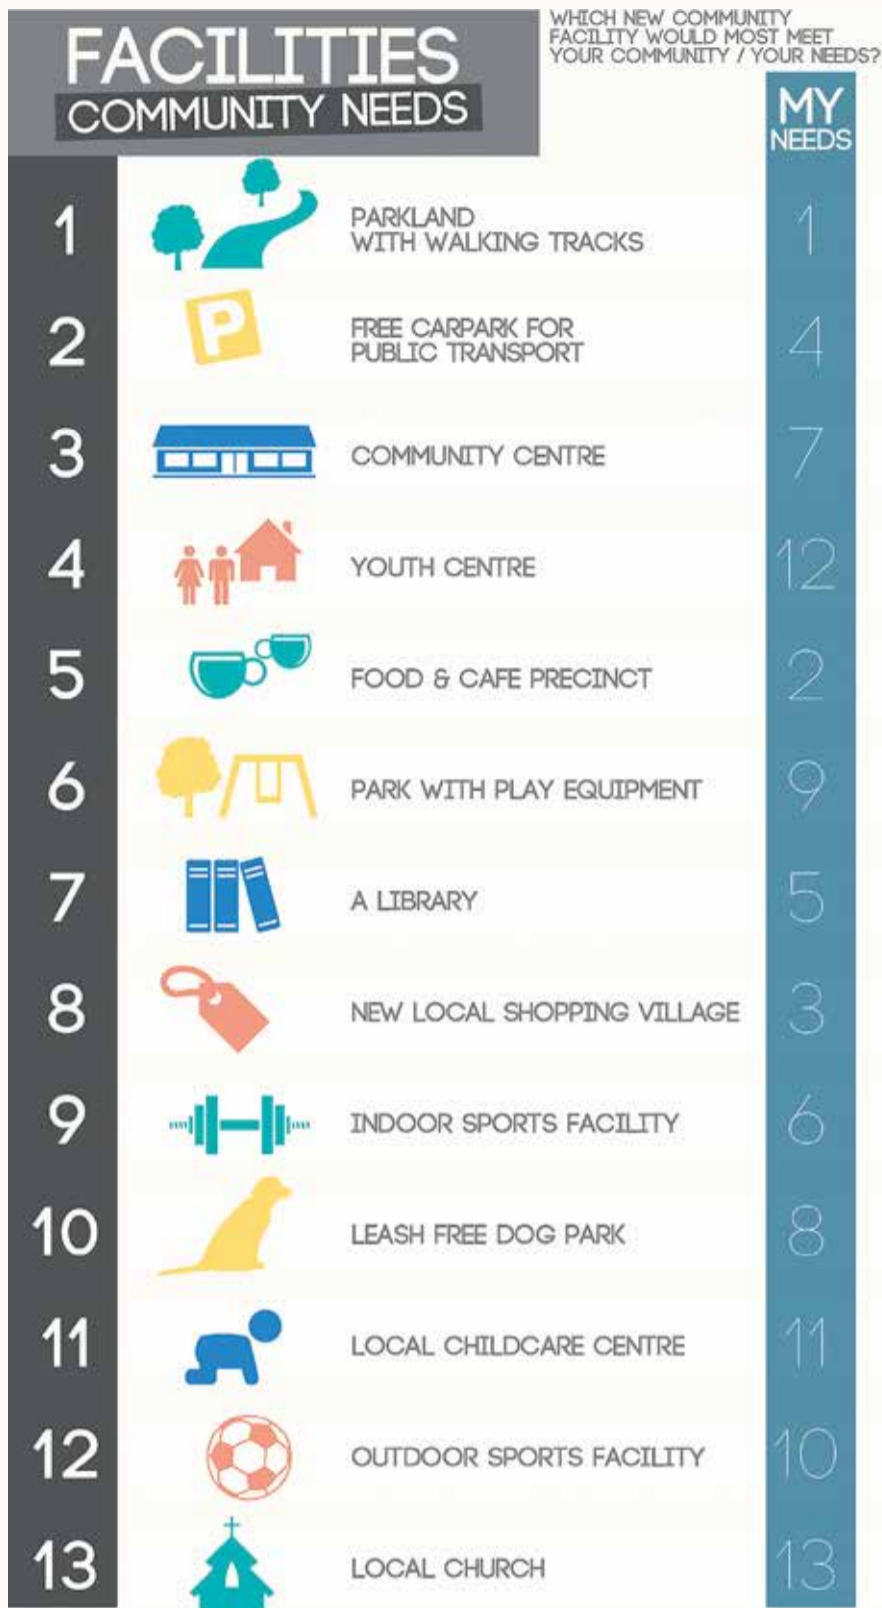 FACILITIES
COMMUNITY NEEDS
WHICH NEW COMMUNITY
FACILITY WOULD MOST MEET
YOUR COMMUNITY / YOUR NEEDS?
MY
NEEDS
1
PARKLAND
WITH WALKING TRACKS
1
2
P
FREE CARPARK FOR
PUBLIC TRANSPORT
4
3
COMMUNITY CENTRE
7
4
YOUTH CENTRE
12
5
FOOD & CAFE PRECINCT
2
6
PARK WITH PLAY EQUIPMENT
9
7
A LIBRARY
5
8
NEW LOCAL SHOPPING VILLAGE
3
9
INDOOR SPORTS FACILITY
6
10
LEASH FREE DOG PARK
8
11
LOCAL CHILDCARE CENTRE
11
12
OUTDOOR SPORTS FACILITY
10
13
LOCAL CHURCH
13